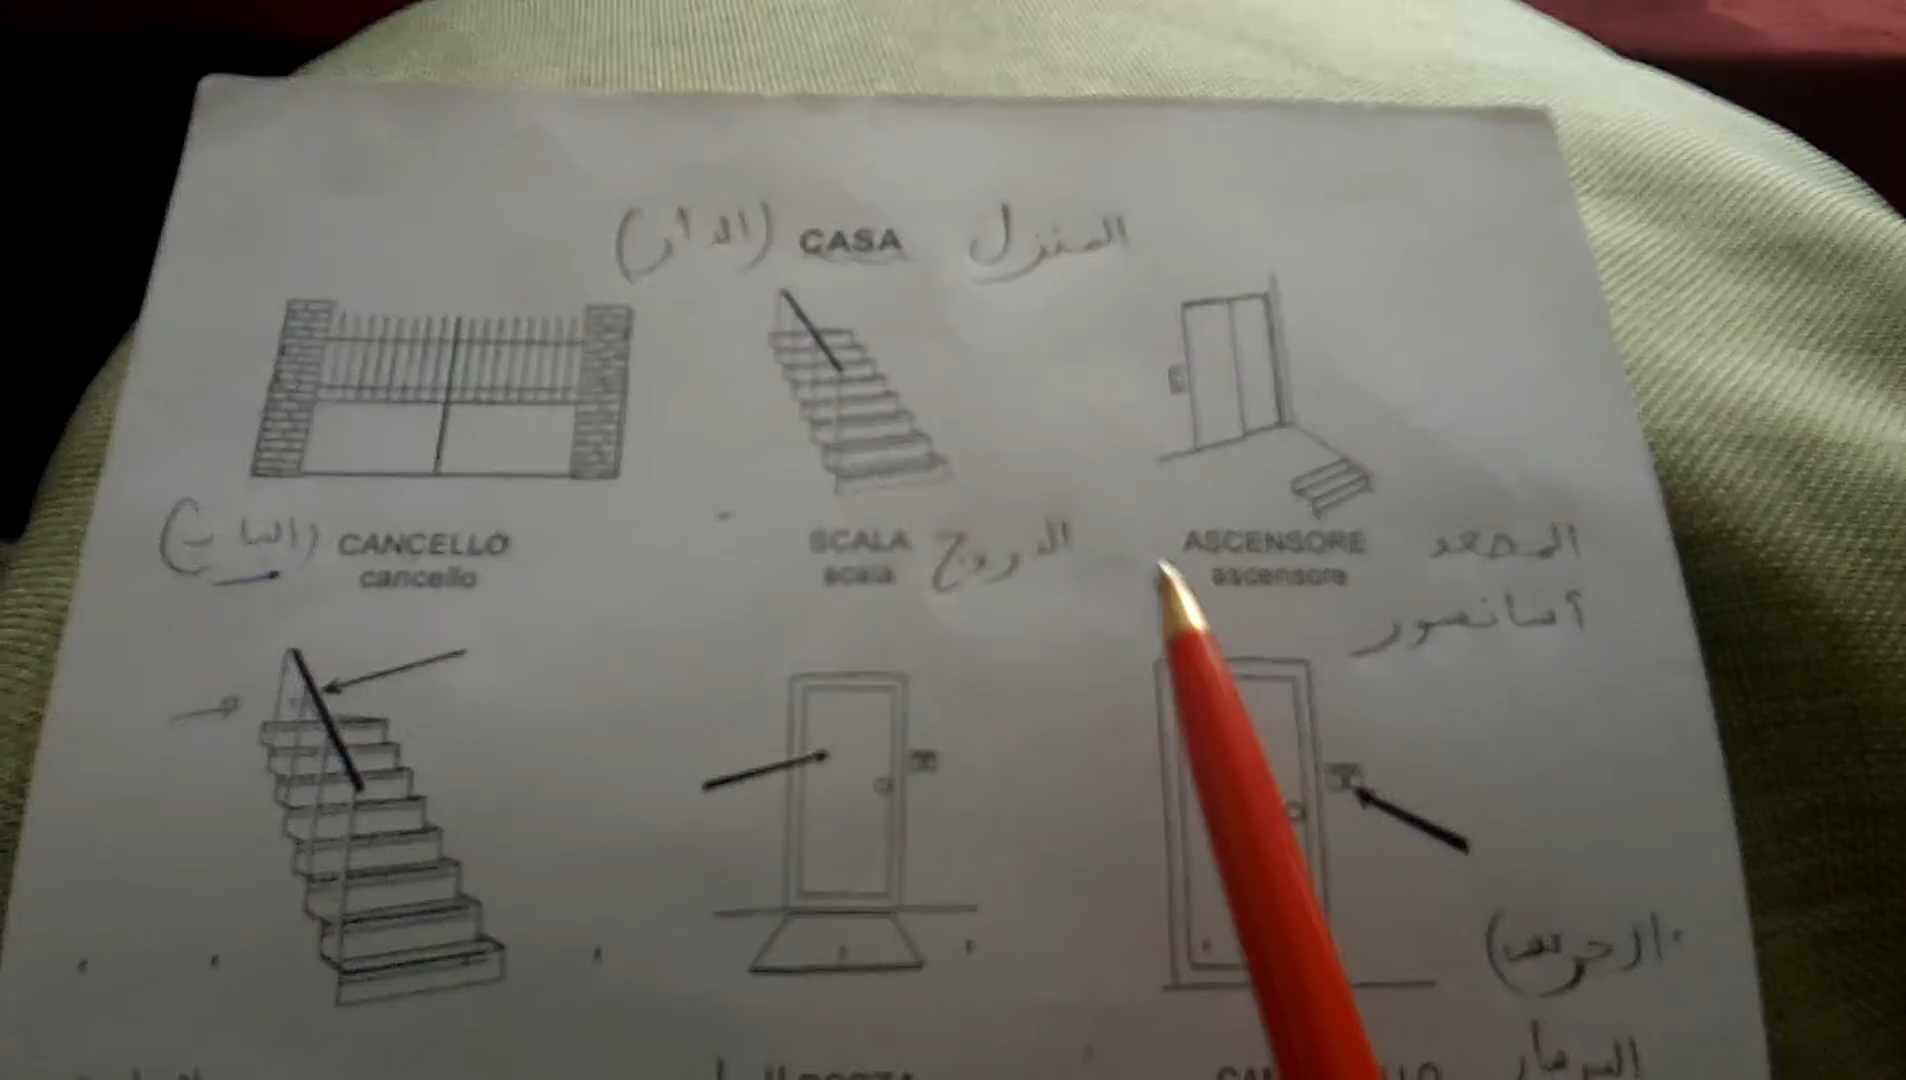 المنزل CASA (الدار)
CANCELLO (الباب)
cancello
SCALA الدروج
scala
ASCENSORE المصعد
ascensore
أسانسور
(الجرس)